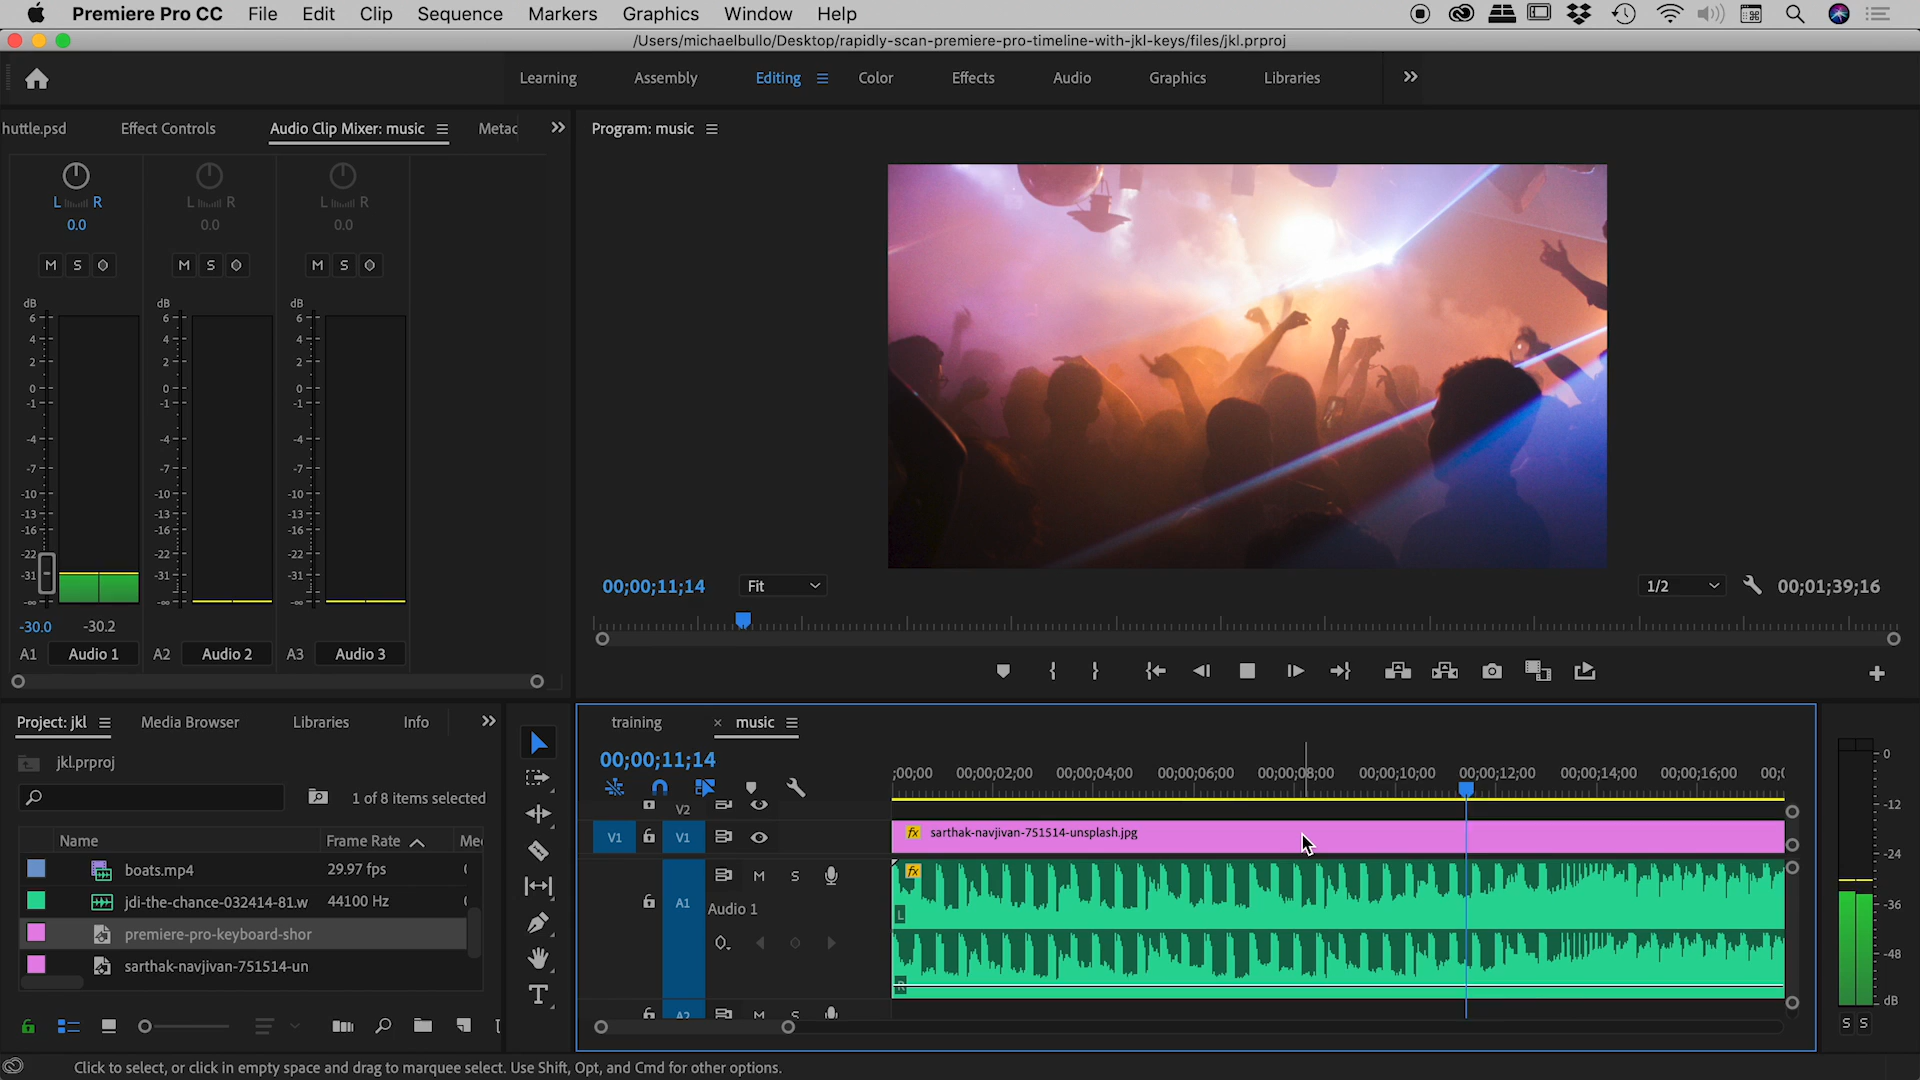 Premiere Pro CC File Edit Clip Sequence Markers Graphics Window Help
/Users/michaelbullo/Desktop/rapidly-scan-premiere-pro-timeline-with-jkl-keys/files/jkl.prproj
Learning Assembly Editing Color Effects Audio Graphics Libraries
huttle.psd Effect Controls Audio Clip Mixer: music Metac
Program: music
L R L R L R
0.0 0.0 0.0
M S M S M S
dB dB dB
6 6 6
4 4 4
2 2 2
0 0 0
-1 -1 -1
-4 -4 -4
-7 -7 -7
-10 -10 -10
-13 -13 -13
-16 -16 -16
-22 -22 -22
-31 -31 -31
-∞ -∞ -∞
-30.0 -30.2
A1 Audio 1 A2 Audio 2 A3 Audio 3
00;00;11;14 Fit 1/2 00;01;39;16
Project: jkl Media Browser Libraries Info
jkl.prproj
1 of 8 items selected
Name Frame Rate Me
boats.mp4 29.97 fps
jdi-the-chance-032414-81.w 44100 Hz
premiere-pro-keyboard-shor
sarthak-navjivan-751514-un
T
training × music
00;00;11;14
;00;00 00;00;02;00 00;00;04;00 00;00;06;00 00;00;08;00 00;00;10;00 00;00;12;00 00;00;14;00 00;00;16;00 00;(
V2
V1 V1 fx sarthak-navjivan-751514-unsplash.jpg
fx
M S
A1 Audio 1
L
R
A2 M S
0
-12
-24
-36
-48
dB
S S
Click to select, or click in empty space and drag to marquee select. Use Shift, Opt, and Cmd for other options.